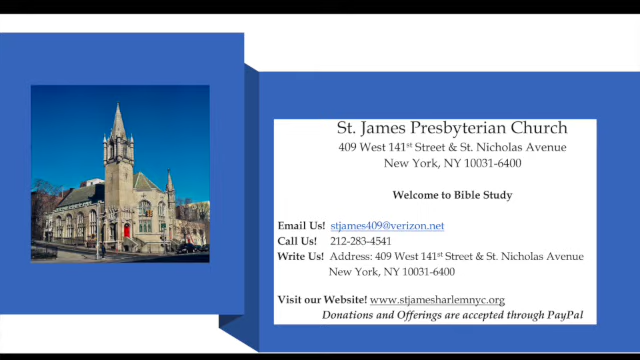 St. James Presbyterian Church
409 West 141st Street & St. Nicholas Avenue
New York, NY 10031-6400
Welcome to Bible Study
Email Us! stjames409@verizon.net
Call Us! 212-283-4541
Write Us! Address: 409 West 141st Street & St. Nicholas Avenue
New York, NY 10031-6400
Visit our Website! www.stjamesharlemnyc.org
Donations and Offerings are accepted through PayPal